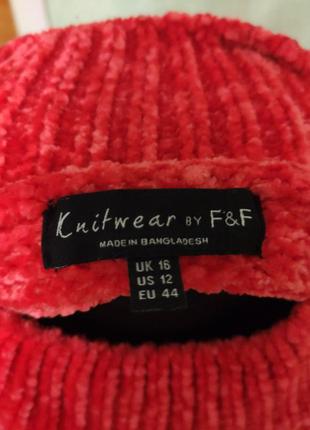 Knitwear BY F&F
MADE IN BANGLADESH
UK 16
US 12
EU 44